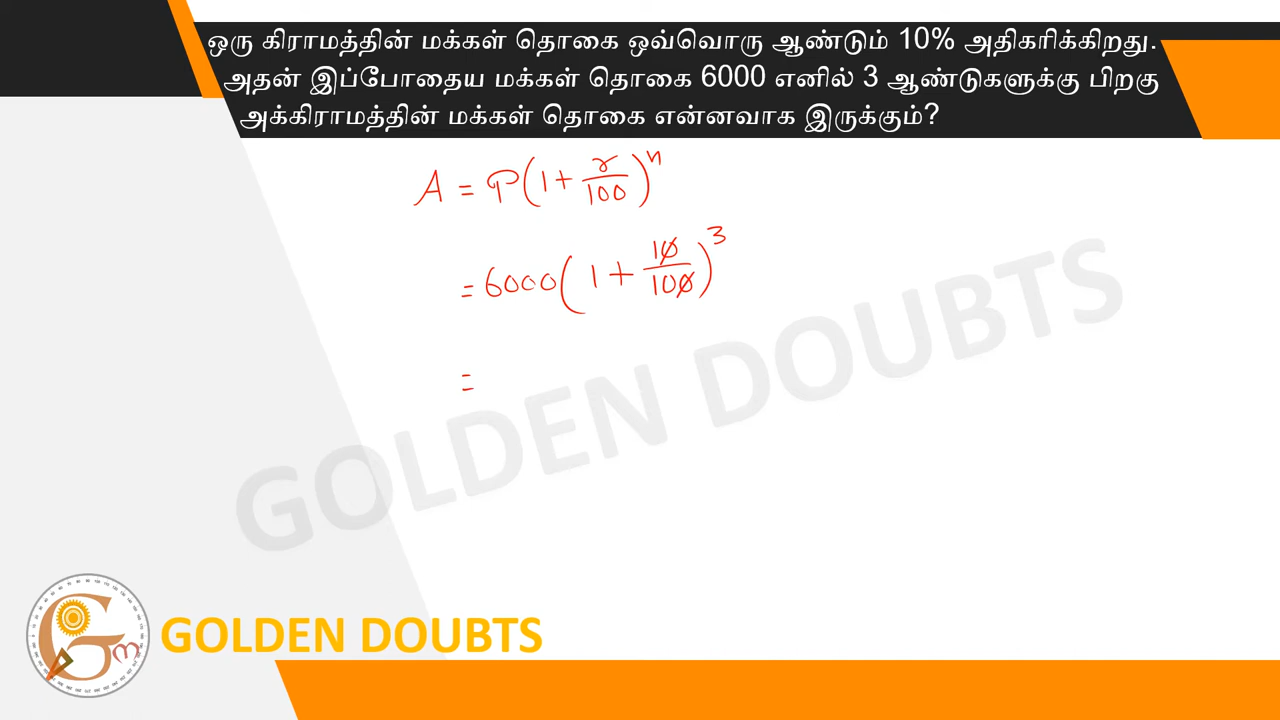 ஒரு கிராமத்தின் மக்கள் தொகை ஒவ்வொரு ஆண்டும் 10% அதிகரிக்கிறது.
அதன் இப்போதைய மக்கள் தொகை 6000 எனில் 3 ஆண்டுகளுக்கு பிறகு
அக்கிராமத்தின் மக்கள் தொகை என்னவாக இருக்கும்?
A = P(1 + r/100)^n
= 6000(1 + 10/100)^3
=
GOLDEN DOUBTS
GOLDEN DOUBTS